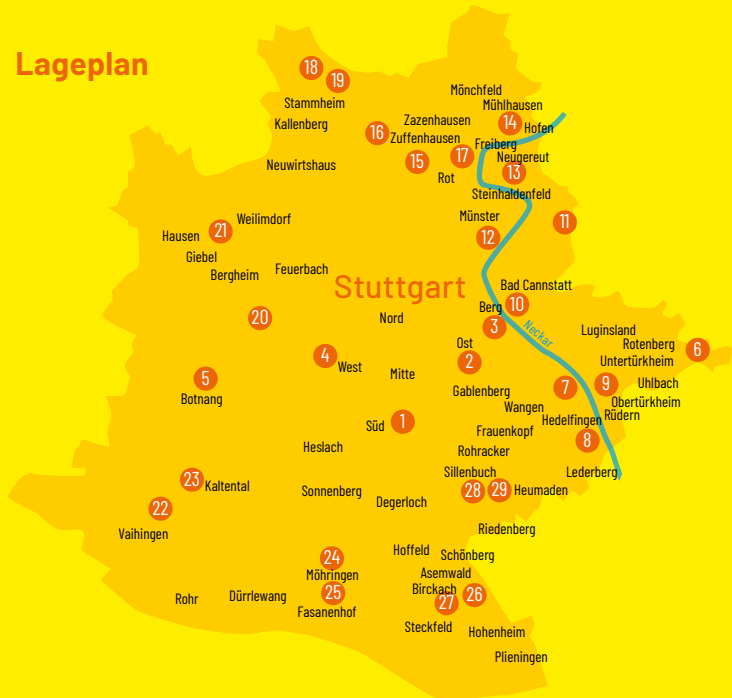 Lageplan
18
19
Stammheim
Kallenberg
Mönchfeld
Mühlhausen
14
Hofen
Zazenhausen
16
Zuffenhausen
Freiberg
15
17
Neugereut
13
Neuwirtshaus
Rot
Steinhaldenfeld
Münster
11
12
Weilimdorf
21
Hausen
Giebel
Bergheim
Feuerbach
Stuttgart
Bad Cannstatt
10
Berg
3
Neckar
20
Nord
Luginsland
Rotenberg
6
Ost
2
4
West
Untertürkheim
Mitte
5
Botnang
7
9
Uhlbach
Gablenberg
Obertürkheim
Wangen
Rüdern
Süd
1
Hedelfingen
Frauenkopf
8
Heslach
Rohracker
Sillenbuch
Lederberg
23
Kaltental
Sonnenberg
28
29
Heumaden
Degerloch
22
Vaihingen
Riedenberg
Hoffeld
Schönberg
24
Möhringen
Asemwald
Birckach
25
26
27
Rohr
Dürrlewang
Fasanenhof
Steckfeld
Hohenheim
Plieningen